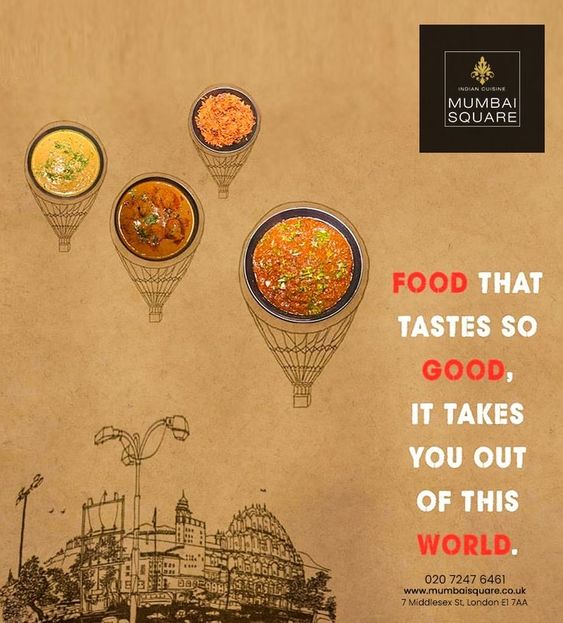 INDIAN CUISINE
MUMBAI
SQUARE
FOOD THAT
TASTES SO
GOOD,
IT TAKES
YOU OUT
OF THIS
WORLD.
020 7247 6461
www.mumbaisquare.co.uk
7 Middlesex St, London E1 7AA